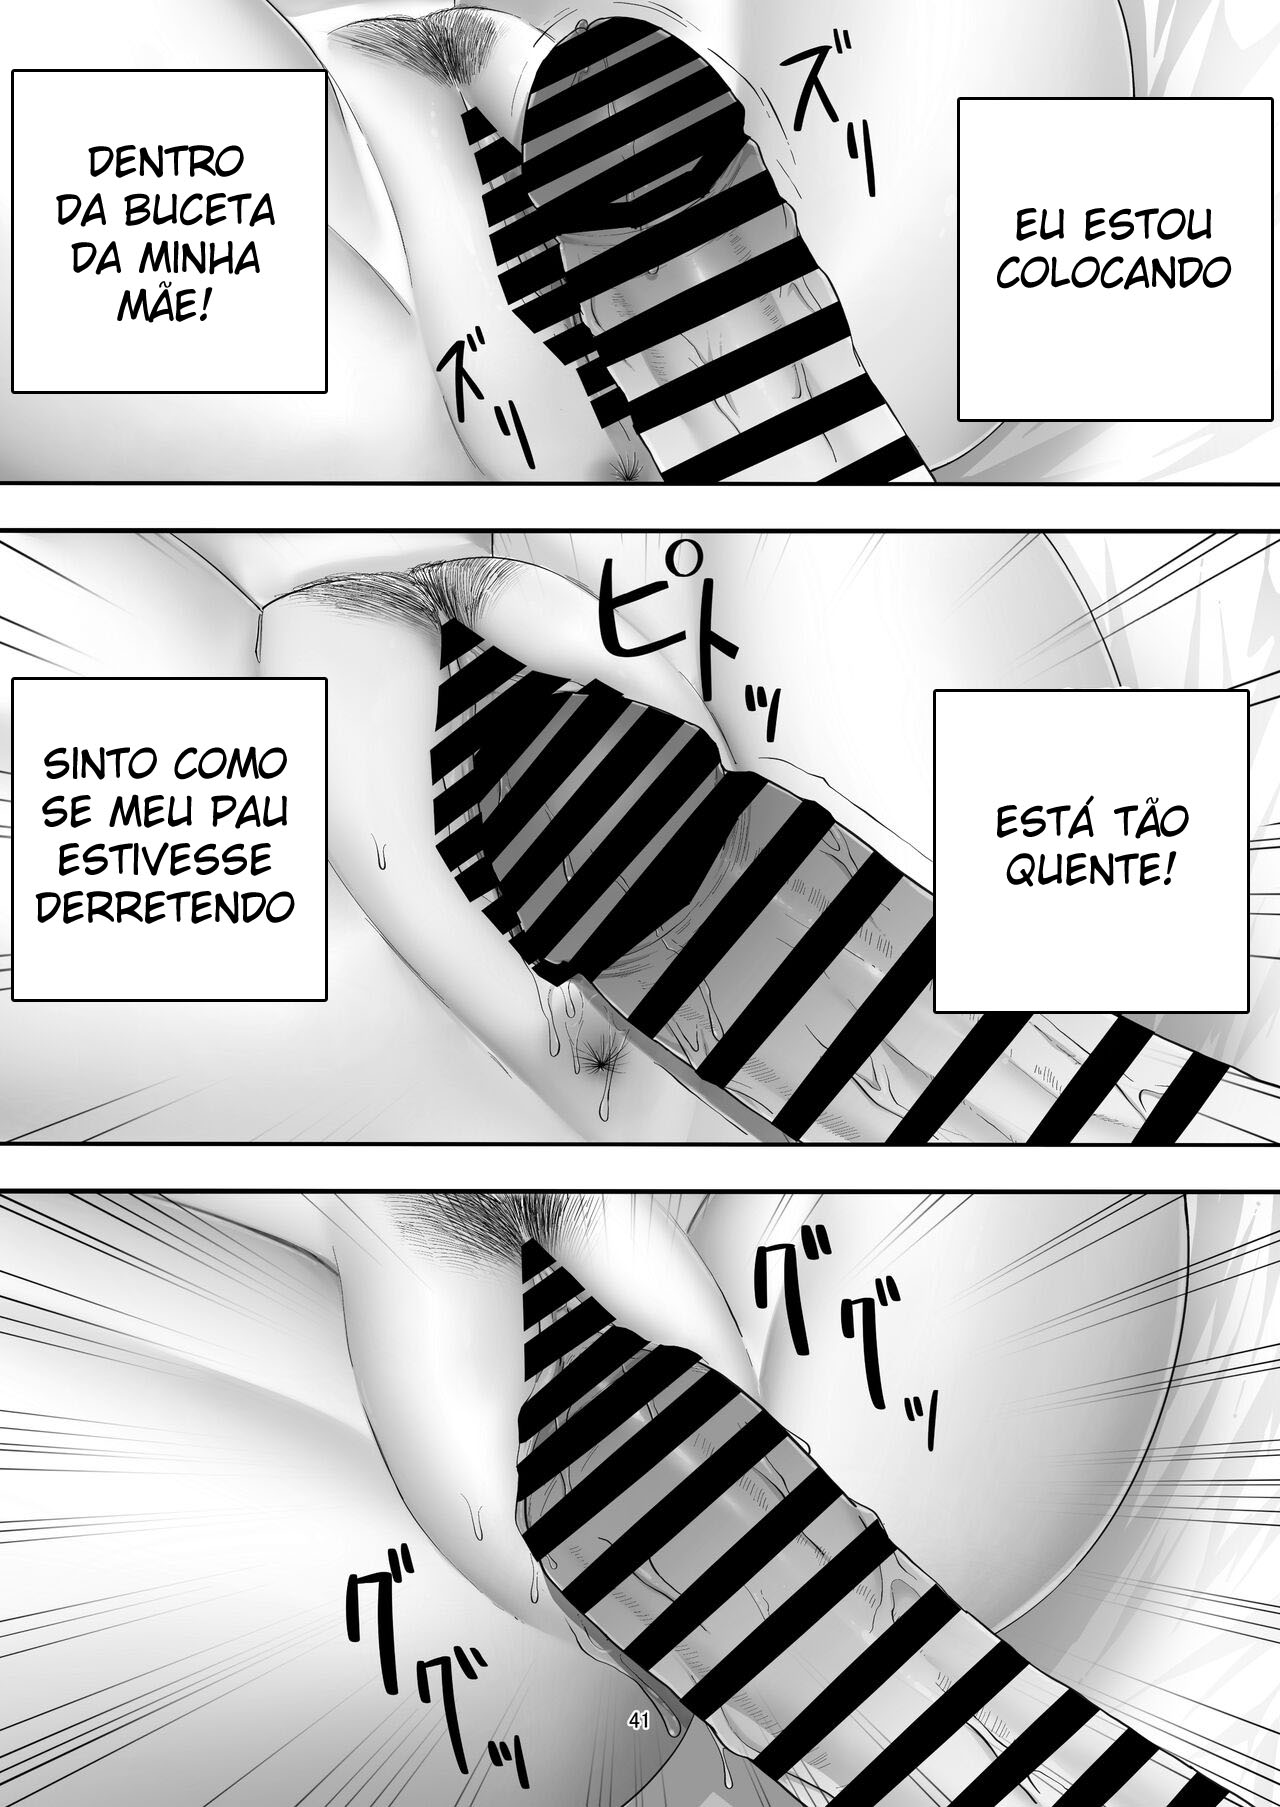 EU ESTOU
COLOCANDO
ズリ
DENTRO
DA BUCETA
DA MINHA
MÃE!
ズリ
ピトッ
ESTÁ TÃO
QUENTE!
SINTO COMO
SE MEU PAU
ESTIVESSE
DERRETENDO
ググッ
ググッ
41